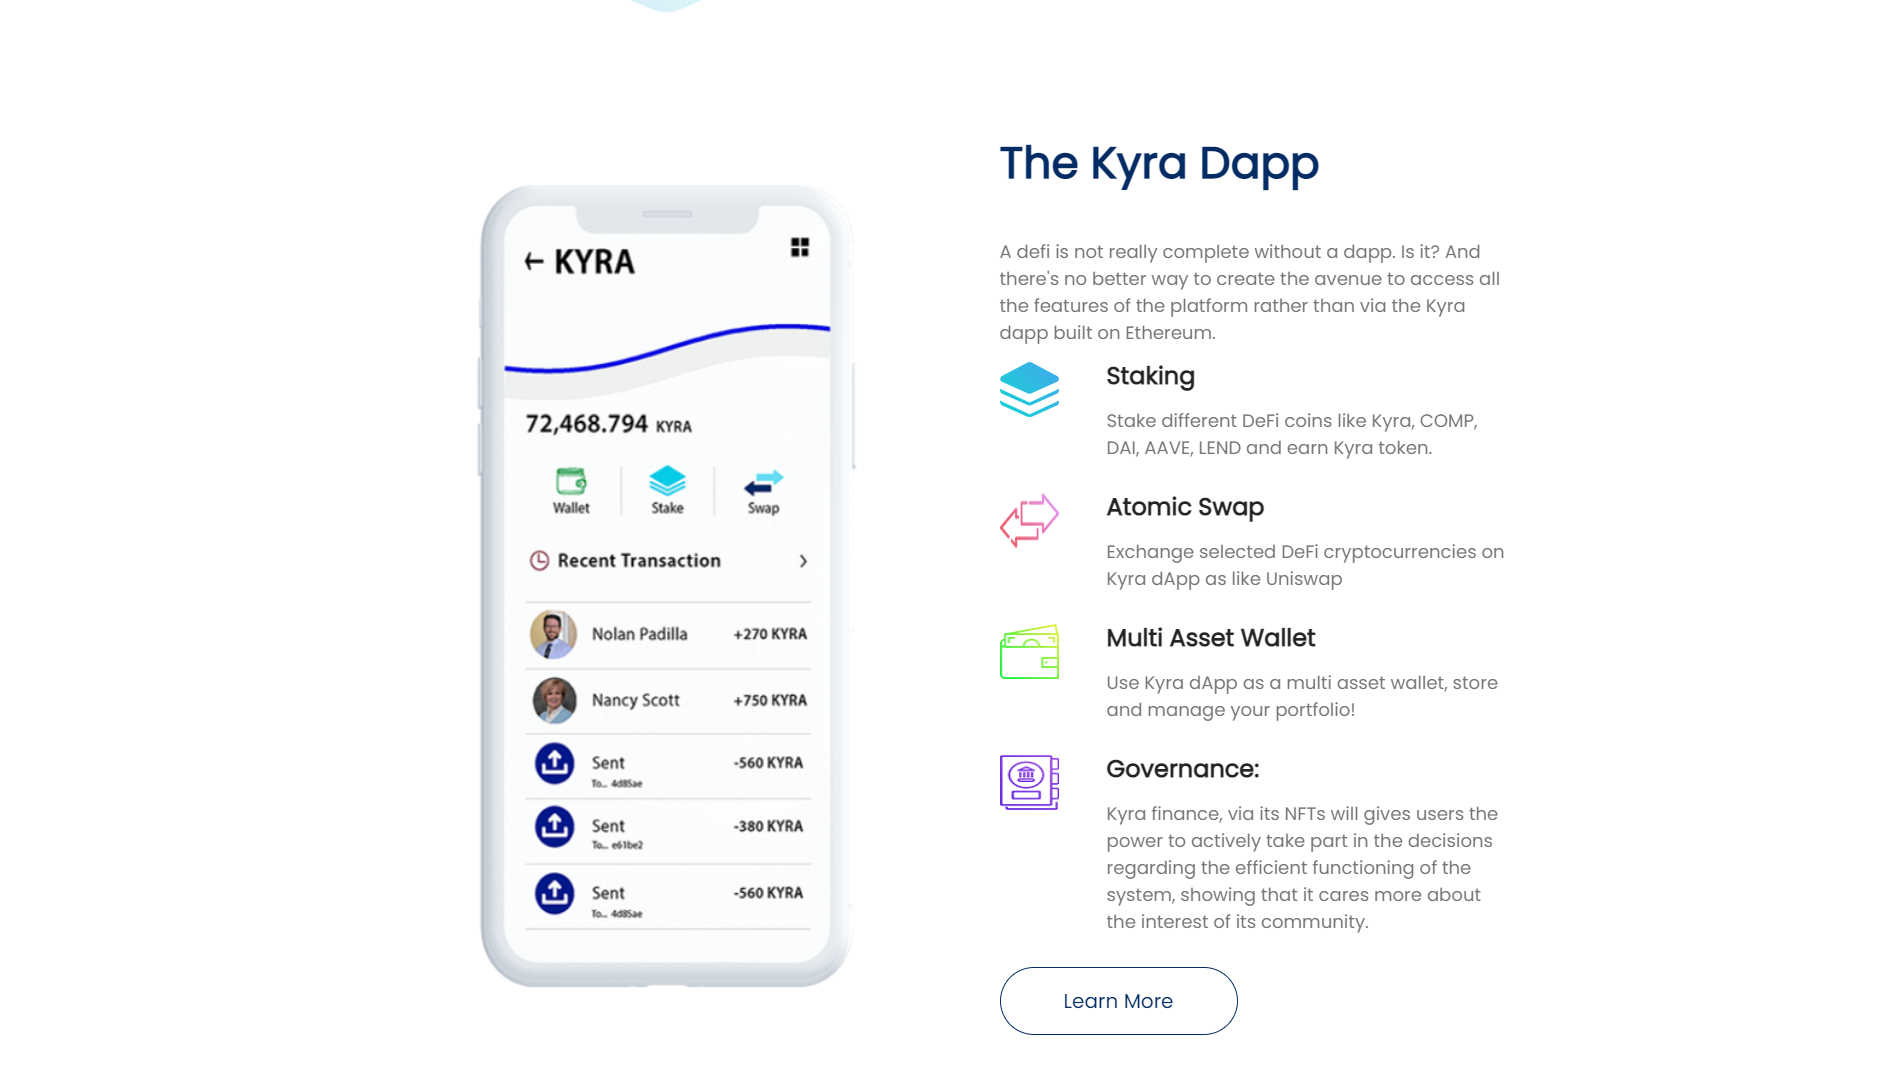 The Kyra Dapp
A defi is not really complete without a dapp. Is it? And
there's no better way to create the avenue to access all
the features of the platform rather than via the Kyra
dapp built on Ethereum.
Staking
Stake different DeFi coins like Kyra, COMP,
DAI, AAVE, LEND and earn Kyra token.
Atomic Swap
Exchange selected DeFi cryptocurrencies on
Kyra dApp as like Uniswap
Multi Asset Wallet
Use Kyra dApp as a multi asset wallet, store
and manage your portfolio!
Governance:
Kyra finance, via its NFTs will gives users the
power to actively take part in the decisions
regarding the efficient functioning of the
system, showing that it cares more about
the interest of its community.
Learn More
KYRA
72,468.794 KYRA
Wallet
Stake
Swap
Recent Transaction
Nolan Padilla +270 KYRA
Nancy Scott +750 KYRA
Sent -560 KYRA
To... 4d85ae
Sent -380 KYRA
To... e61be2
Sent -560 KYRA
To... 4d85ae